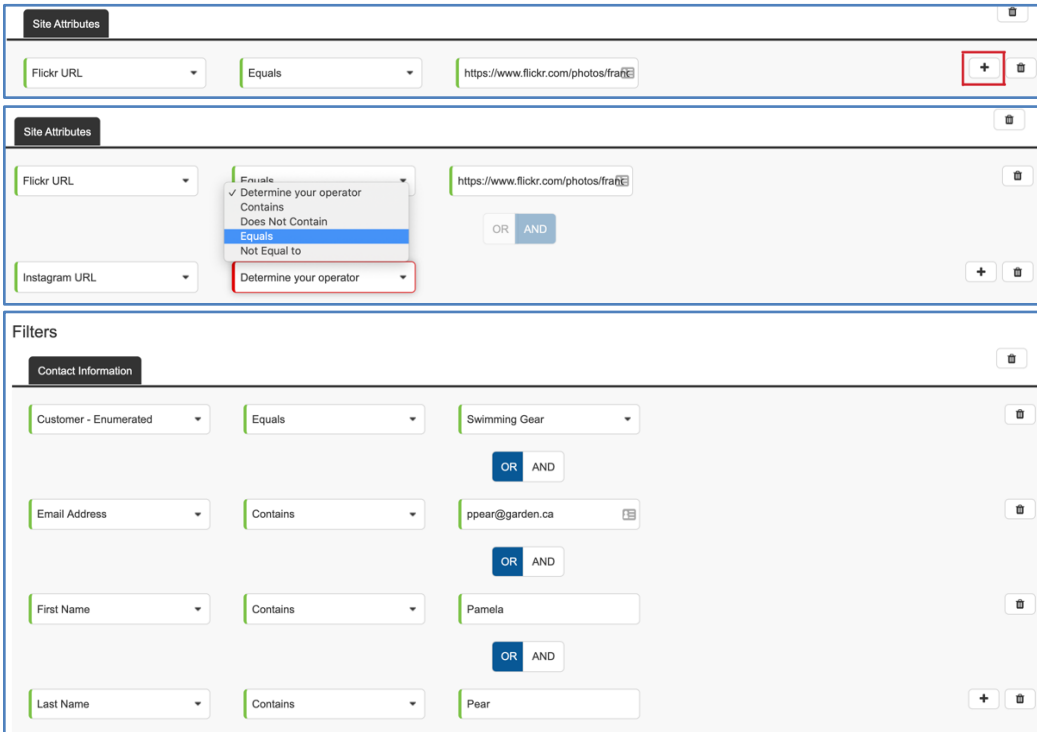 Site Attributes
Flickr URL Equals https://www.flickr.com/photos/franc
Site Attributes
Flickr URL Equals https://www.flickr.com/photos/franc
✓ Determine your operator
Contains
Does Not Contain
OR AND
Equals
Not Equal to
Instagram URL Determine your operator
Filters
Contact Information
Customer - Enumerated Equals Swimming Gear
OR AND
Email Address Contains ppear@garden.ca
OR AND
First Name Contains Pamela
OR AND
Last Name Contains Pear